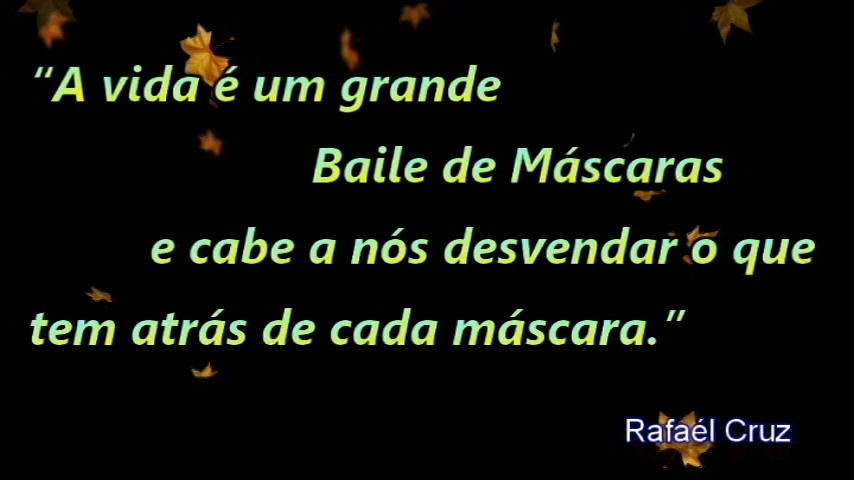 “A vida é um grande
Baile de Máscaras
e cabe a nós desvendar o que
tem atrás de cada máscara.”
Rafaél Cruz